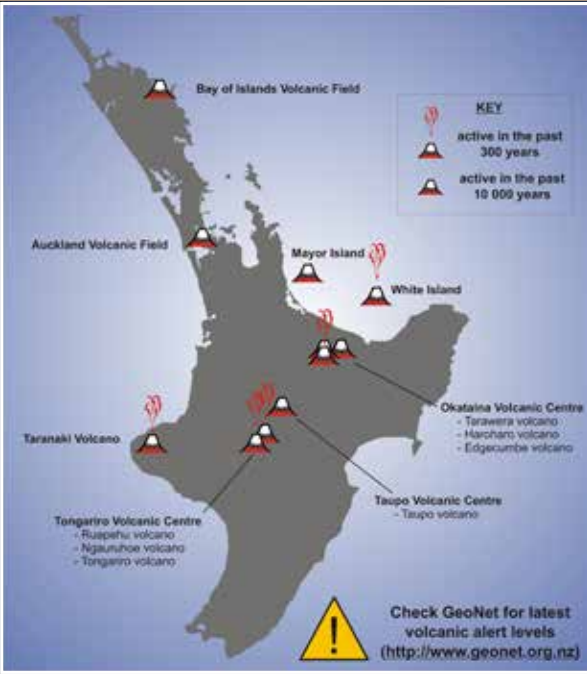 Bay of Islands Volcanic Field
KEY
active in the past
300 years
active in the past
10 000 years
Auckland Volcanic Field
Mayor Island
White Island
Okataina Volcanic Centre
- Tarawera volcano
- Haroharo volcano
- Edgecumbe volcano
Taranaki Volcano
Taupo Volcanic Centre
- Taupo volcano
Tongariro Volcanic Centre
- Ruapehu volcano
- Ngauruhoe volcano
- Tongariro volcano
!
Check GeoNet for latest
volcanic alert levels
(http://www.geonet.org.nz)